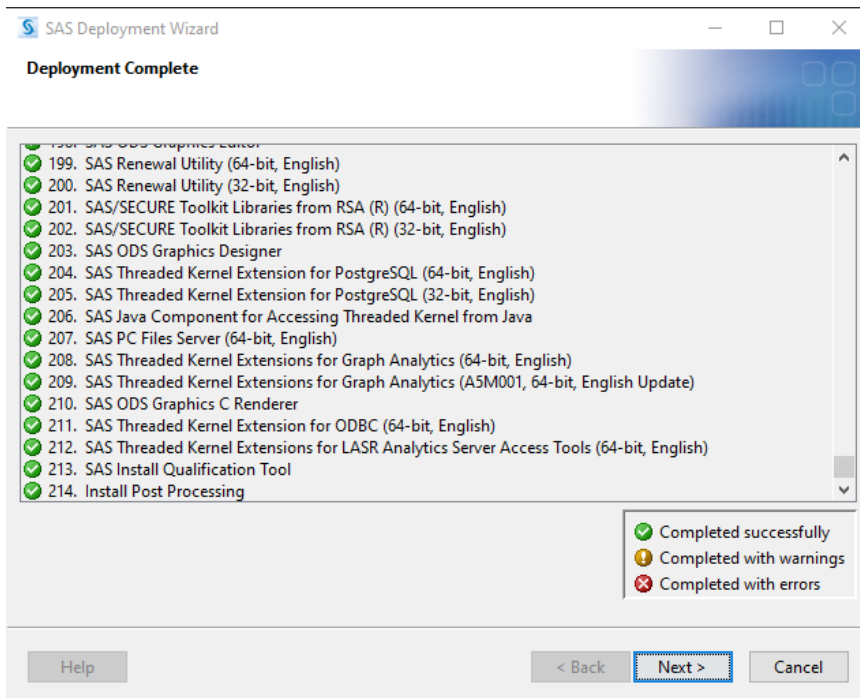 SAS Deployment Wizard
Deployment Complete
198. SAS ODS Graphics Editor
199. SAS Renewal Utility (64-bit, English)
200. SAS Renewal Utility (32-bit, English)
201. SAS/SECURE Toolkit Libraries from RSA (R) (64-bit, English)
202. SAS/SECURE Toolkit Libraries from RSA (R) (32-bit, English)
203. SAS ODS Graphics Designer
204. SAS Threaded Kernel Extension for PostgreSQL (64-bit, English)
205. SAS Threaded Kernel Extension for PostgreSQL (32-bit, English)
206. SAS Java Component for Accessing Threaded Kernel from Java
207. SAS PC Files Server (64-bit, English)
208. SAS Threaded Kernel Extensions for Graph Analytics (64-bit, English)
209. SAS Threaded Kernel Extensions for Graph Analytics (A5M001, 64-bit, English Update)
210. SAS ODS Graphics C Renderer
211. SAS Threaded Kernel Extension for ODBC (64-bit, English)
212. SAS Threaded Kernel Extensions for LASR Analytics Server Access Tools (64-bit, English)
213. SAS Install Qualification Tool
214. Install Post Processing
Completed successfully
Completed with warnings
Completed with errors
Help
< Back
Next >
Cancel